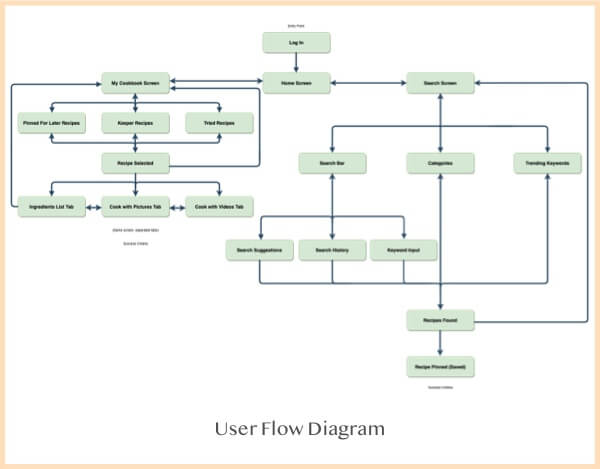 Entry Point
Log In
My Cookbook Screen
Home Screen
Search Screen
Pinned For Later Recipes
Keeper Recipes
Tried Recipes
Recipe Selected
Search Bar
Categories
Trending Keywords
Ingredients List Tab
Cook with Pictures Tab
Cook with Videos Tab
(Same screen, separated tabs)
Success Criteria
Search Suggestions
Search History
Keyword Input
Recipes Found
Recipe Pinned (Saved)
Success Criteria
User Flow Diagram